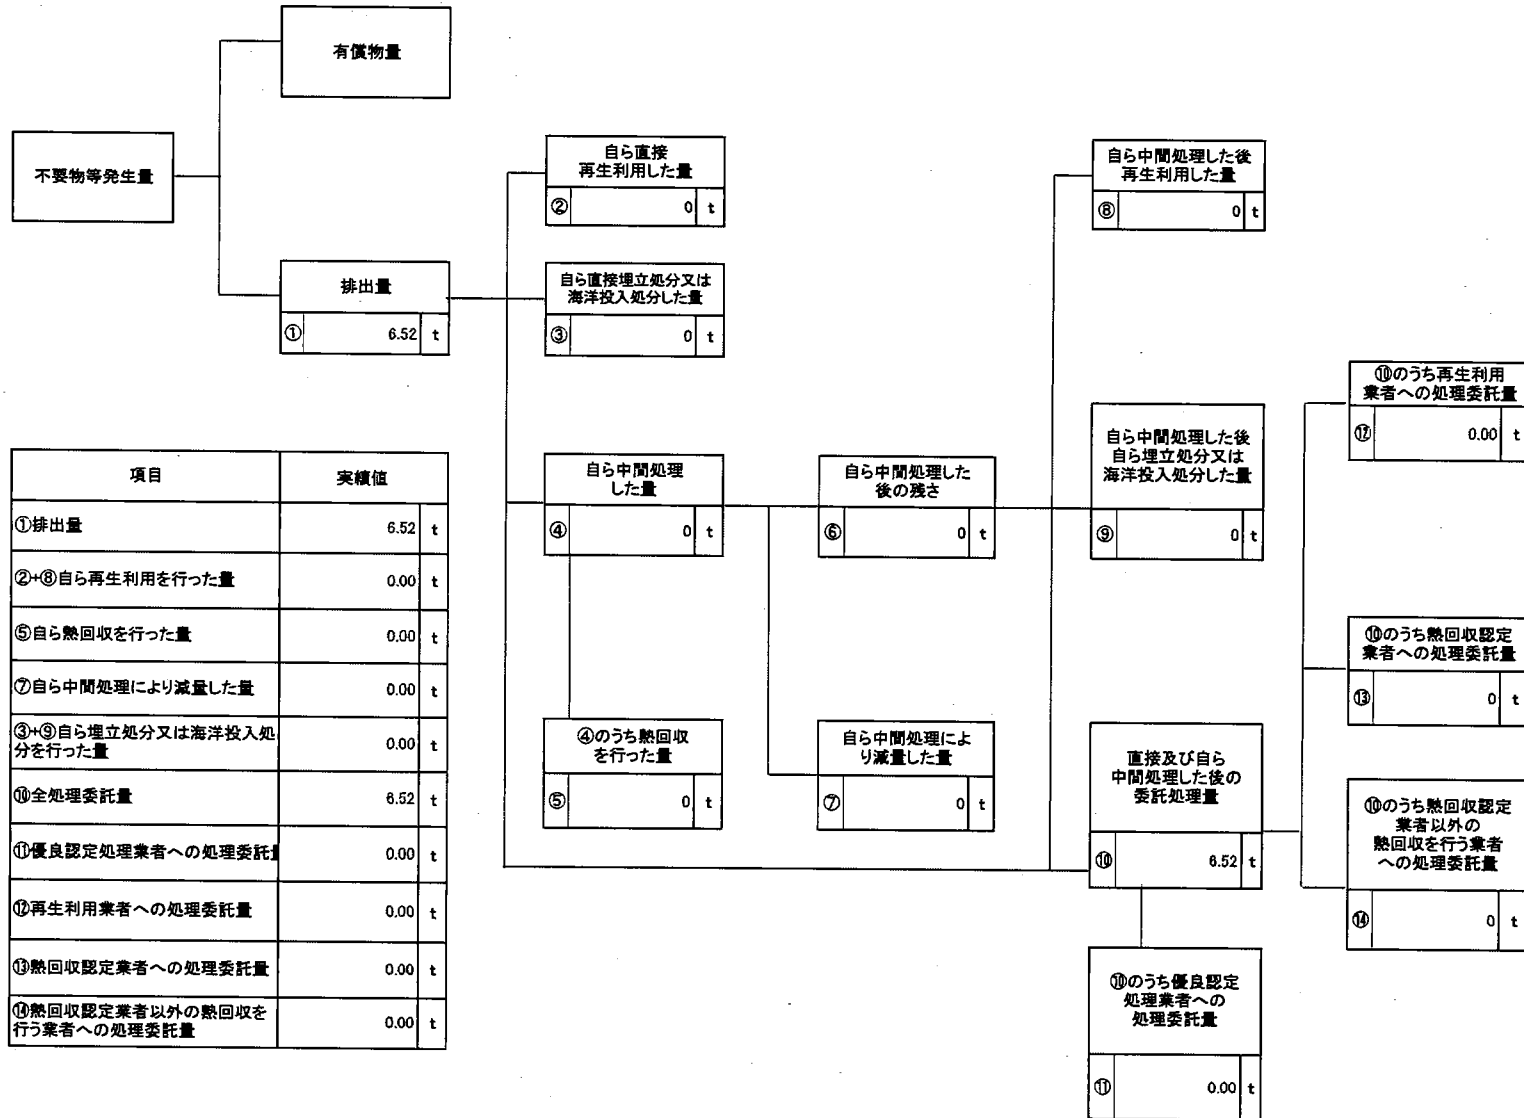 有償物量
不要物等発生量
排出量
① 6.52 t
自ら直接
再生利用した量
② 0 t
自ら直接埋立処分又は
海洋投入処分した量
③ 0 t
自ら中間処理
した量
④ 0 t
④のうち熱回収
を行った量
⑤ 0 t
自ら中間処理した
後の残さ
⑥ 0 t
自ら中間処理によ
り減量した量
⑦ 0 t
自ら中間処理した後
再生利用した量
⑧ 0 t
自ら中間処理した後
自ら埋立処分又は
海洋投入処分した量
⑨ 0 t
直接及び自ら
中間処理した後の
委託処理量
⑩ 6.52 t
⑩のうち優良認定
処理業者への
処理委託量
⑪ 0.00 t
⑩のうち再生利用
業者への処理委託量
⑫ 0.00 t
⑩のうち熱回収認定
業者への処理委託量
⑬ 0 t
⑩のうち熱回収認定
業者以外の
熱回収を行う業者
への処理委託量
⑭ 0 t
項目 実績値
①排出量 6.52 t
②+⑧自ら再生利用を行った量 0.00 t
⑤自ら熱回収を行った量 0.00 t
⑦自ら中間処理により減量した量 0.00 t
③+⑨自ら埋立処分又は海洋投入処
分を行った量 0.00 t
⑩全処理委託量 6.52 t
⑪優良認定処理業者への処理委託 0.00 t
⑫再生利用業者への処理委託量 0.00 t
⑬熱回収認定業者への処理委託量 0.00 t
⑭熱回収認定業者以外の熱回収を
行う業者への処理委託量 0.00 t